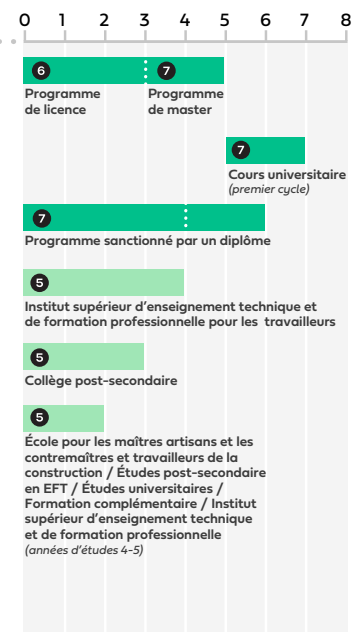 0 1 2 3 4 5 6 7 8
6 7
Programme
de licence
Programme
de master
7
Cours universitaire
(premier cycle)
7
Programme sanctionné par un diplôme
5
Institut supérieur d'enseignement technique et
de formation professionnelle pour les travailleurs
5
Collège post-secondaire
5
École pour les maîtres artisans et les
contremaîtres et travailleurs de la
construction / Études post-secondaire
en EFT / Études universitaires /
Formation complémentaire / Institut
supérieur d'enseignement technique
et de formation professionnelle
(années d'études 4-5)